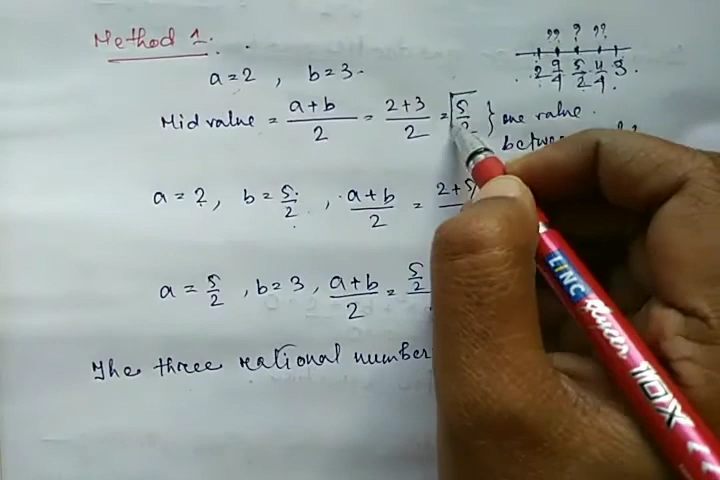 Method 1:
a=2 , b=3.
Mid value = a+b/2 = 2+3/2 = 5/2 } one value
?? ? ??
2 9/4 5/2 11/4 3
a=2, b=5/2, a+b/2 = 2+5/
a=5/2, b=3, a+b/2 = 5/2
The three rational number
LINC glycer 110X